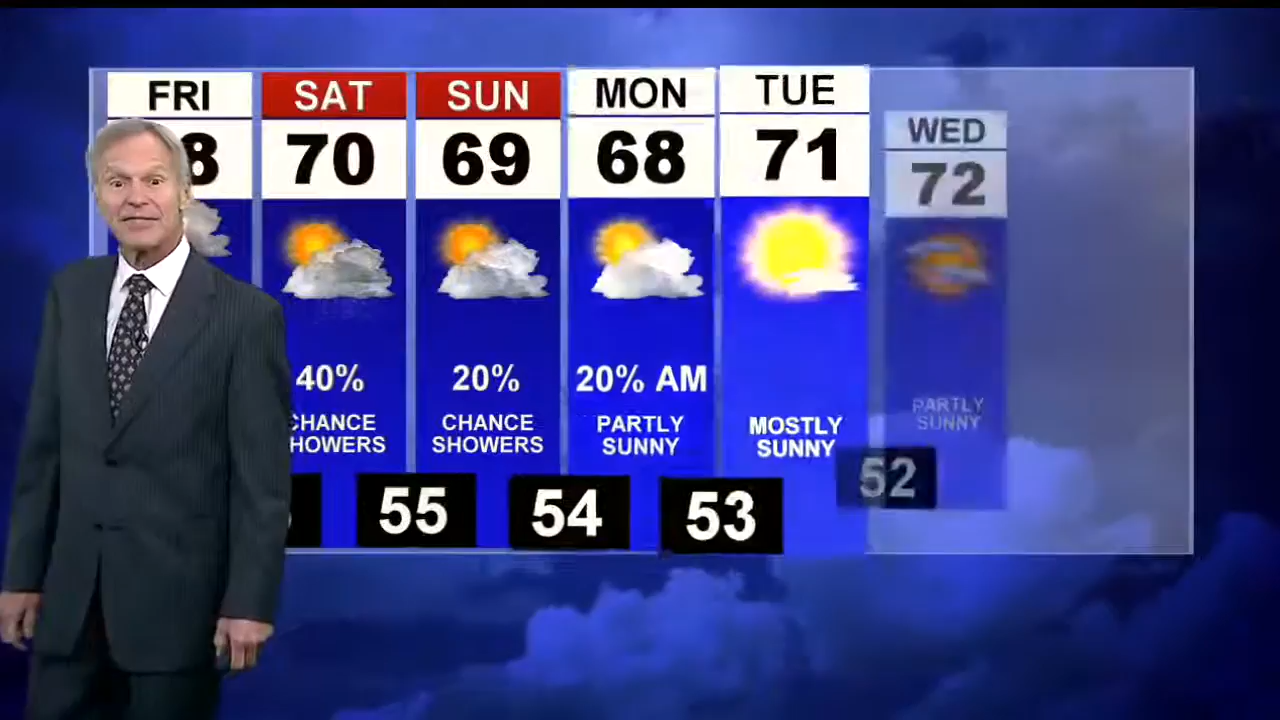 FRI SAT SUN MON TUE WED
8 70 69 68 71 72
40% 20% 20% AM
CHANCE SHOWERS
CHANCE SHOWERS
PARTLY SUNNY
MOSTLY SUNNY
PARTLY SUNNY
55 54 53 52